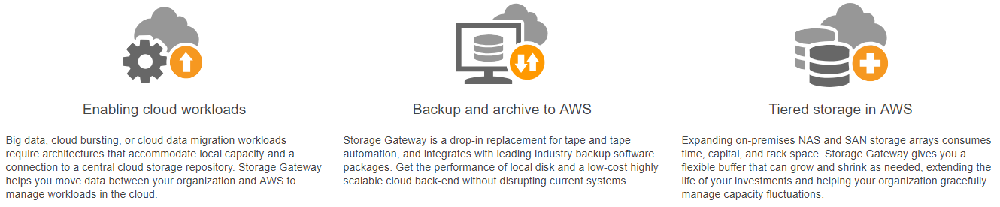 Enabling cloud workloads
Big data, cloud bursting, or cloud data migration workloads
require architectures that accommodate local capacity and a
connection to a central cloud storage repository. Storage Gateway
helps you move data between your organization and AWS to
manage workloads in the cloud.
Backup and archive to AWS
Storage Gateway is a drop-in replacement for tape and tape
automation, and integrates with leading industry backup software
packages. Get the performance of local disk and a low-cost highly
scalable cloud back-end without disrupting current systems.
Tiered storage in AWS
Expanding on-premises NAS and SAN storage arrays consumes
time, capital, and rack space. Storage Gateway gives you a
flexible buffer that can grow and shrink as needed, extending the
life of your investments and helping your organization gracefully
manage capacity fluctuations.